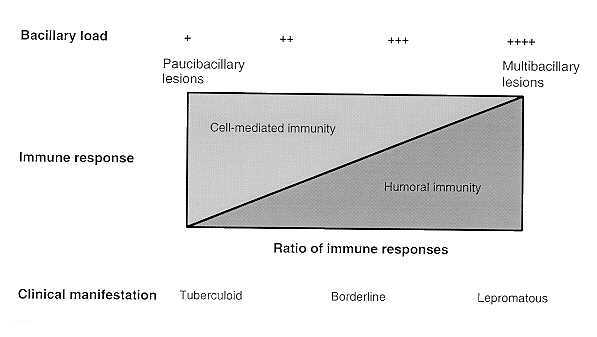 Bacillary load + ++ +++ ++++
Paucibacillary
lesions
Multibacillary
lesions
Cell-mediated immunity
Immune response
Humoral immunity
Ratio of immune responses
Clinical manifestation Tuberculoid Borderline Lepromatous